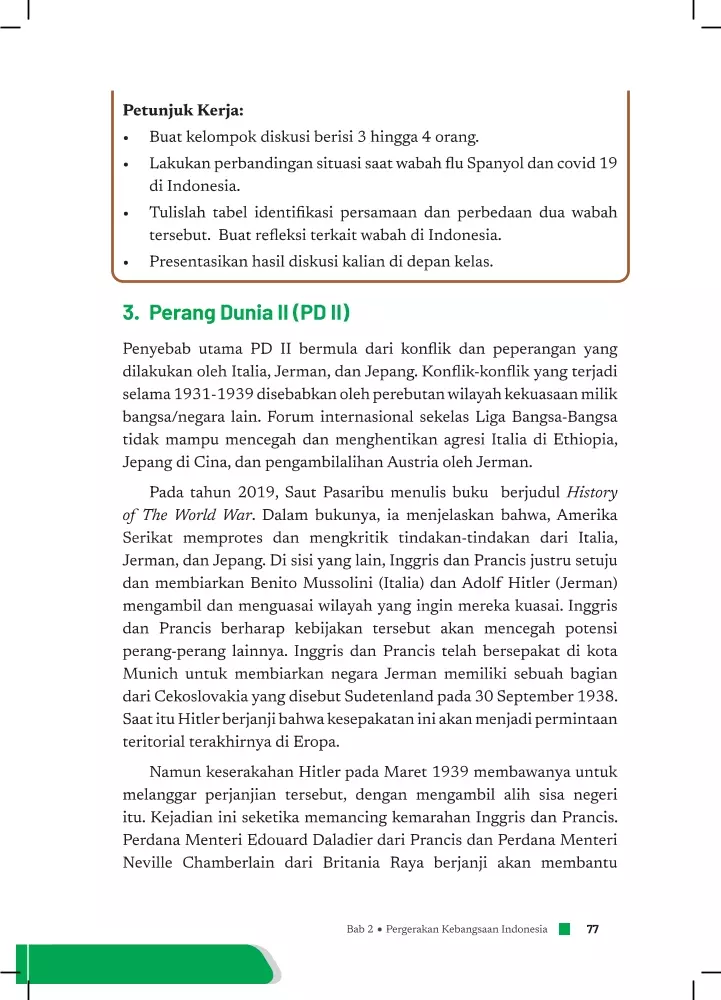 Petunjuk Kerja:
• Buat kelompok diskusi berisi 3 hingga 4 orang.
• Lakukan perbandingan situasi saat wabah flu Spanyol dan covid 19
di Indonesia.
• Tulislah tabel identifikasi persamaan dan perbedaan dua wabah
tersebut. Buat refleksi terkait wabah di Indonesia.
• Presentasikan hasil diskusi kalian di depan kelas.
3. Perang Dunia II (PD II)
Penyebab utama PD II bermula dari konflik dan peperangan yang
dilakukan oleh Italia, Jerman, dan Jepang. Konflik-konflik yang terjadi
selama 1931-1939 disebabkan oleh perebutan wilayah kekuasaan milik
bangsa/negara lain. Forum internasional sekelas Liga Bangsa-Bangsa
tidak mampu mencegah dan menghentikan agresi Italia di Ethiopia,
Jepang di Cina, dan pengambilalihan Austria oleh Jerman.
Pada tahun 2019, Saut Pasaribu menulis buku berjudul History
of The World War. Dalam bukunya, ia menjelaskan bahwa, Amerika
Serikat memprotes dan mengkritik tindakan-tindakan dari Italia,
Jerman, dan Jepang. Di sisi yang lain, Inggris dan Prancis justru setuju
dan membiarkan Benito Mussolini (Italia) dan Adolf Hitler (Jerman)
mengambil dan menguasai wilayah yang ingin mereka kuasai. Inggris
dan Prancis berharap kebijakan tersebut akan mencegah potensi
perang-perang lainnya. Inggris dan Prancis telah bersepakat di kota
Munich untuk membiarkan negara Jerman memiliki sebuah bagian
dari Cekoslovakia yang disebut Sudetenland pada 30 September 1938.
Saat itu Hitler berjanji bahwa kesepakatan ini akan menjadi permintaan
teritorial terakhirnya di Eropa.
Namun keserakahan Hitler pada Maret 1939 membawanya untuk
melanggar perjanjian tersebut, dengan mengambil alih sisa negeri
itu. Kejadian ini seketika memancing kemarahan Inggris dan Prancis.
Perdana Menteri Edouard Daladier dari Prancis dan Perdana Menteri
Neville Chamberlain dari Britania Raya berjanji akan membantu
Bab 2 • Pergerakan Kebangsaan Indonesia 77